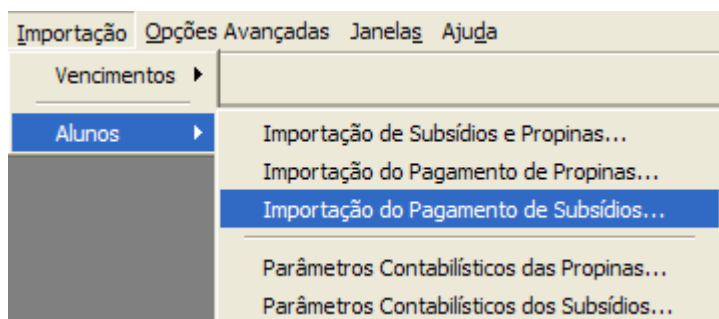 Importação Opções Avançadas Janelas Ajuda
Vencimentos
Alunos
Importação de Subsídios e Propinas...
Importação do Pagamento de Propinas...
Importação do Pagamento de Subsídios...
Parâmetros Contabilísticos das Propinas...
Parâmetros Contabilísticos dos Subsídios...